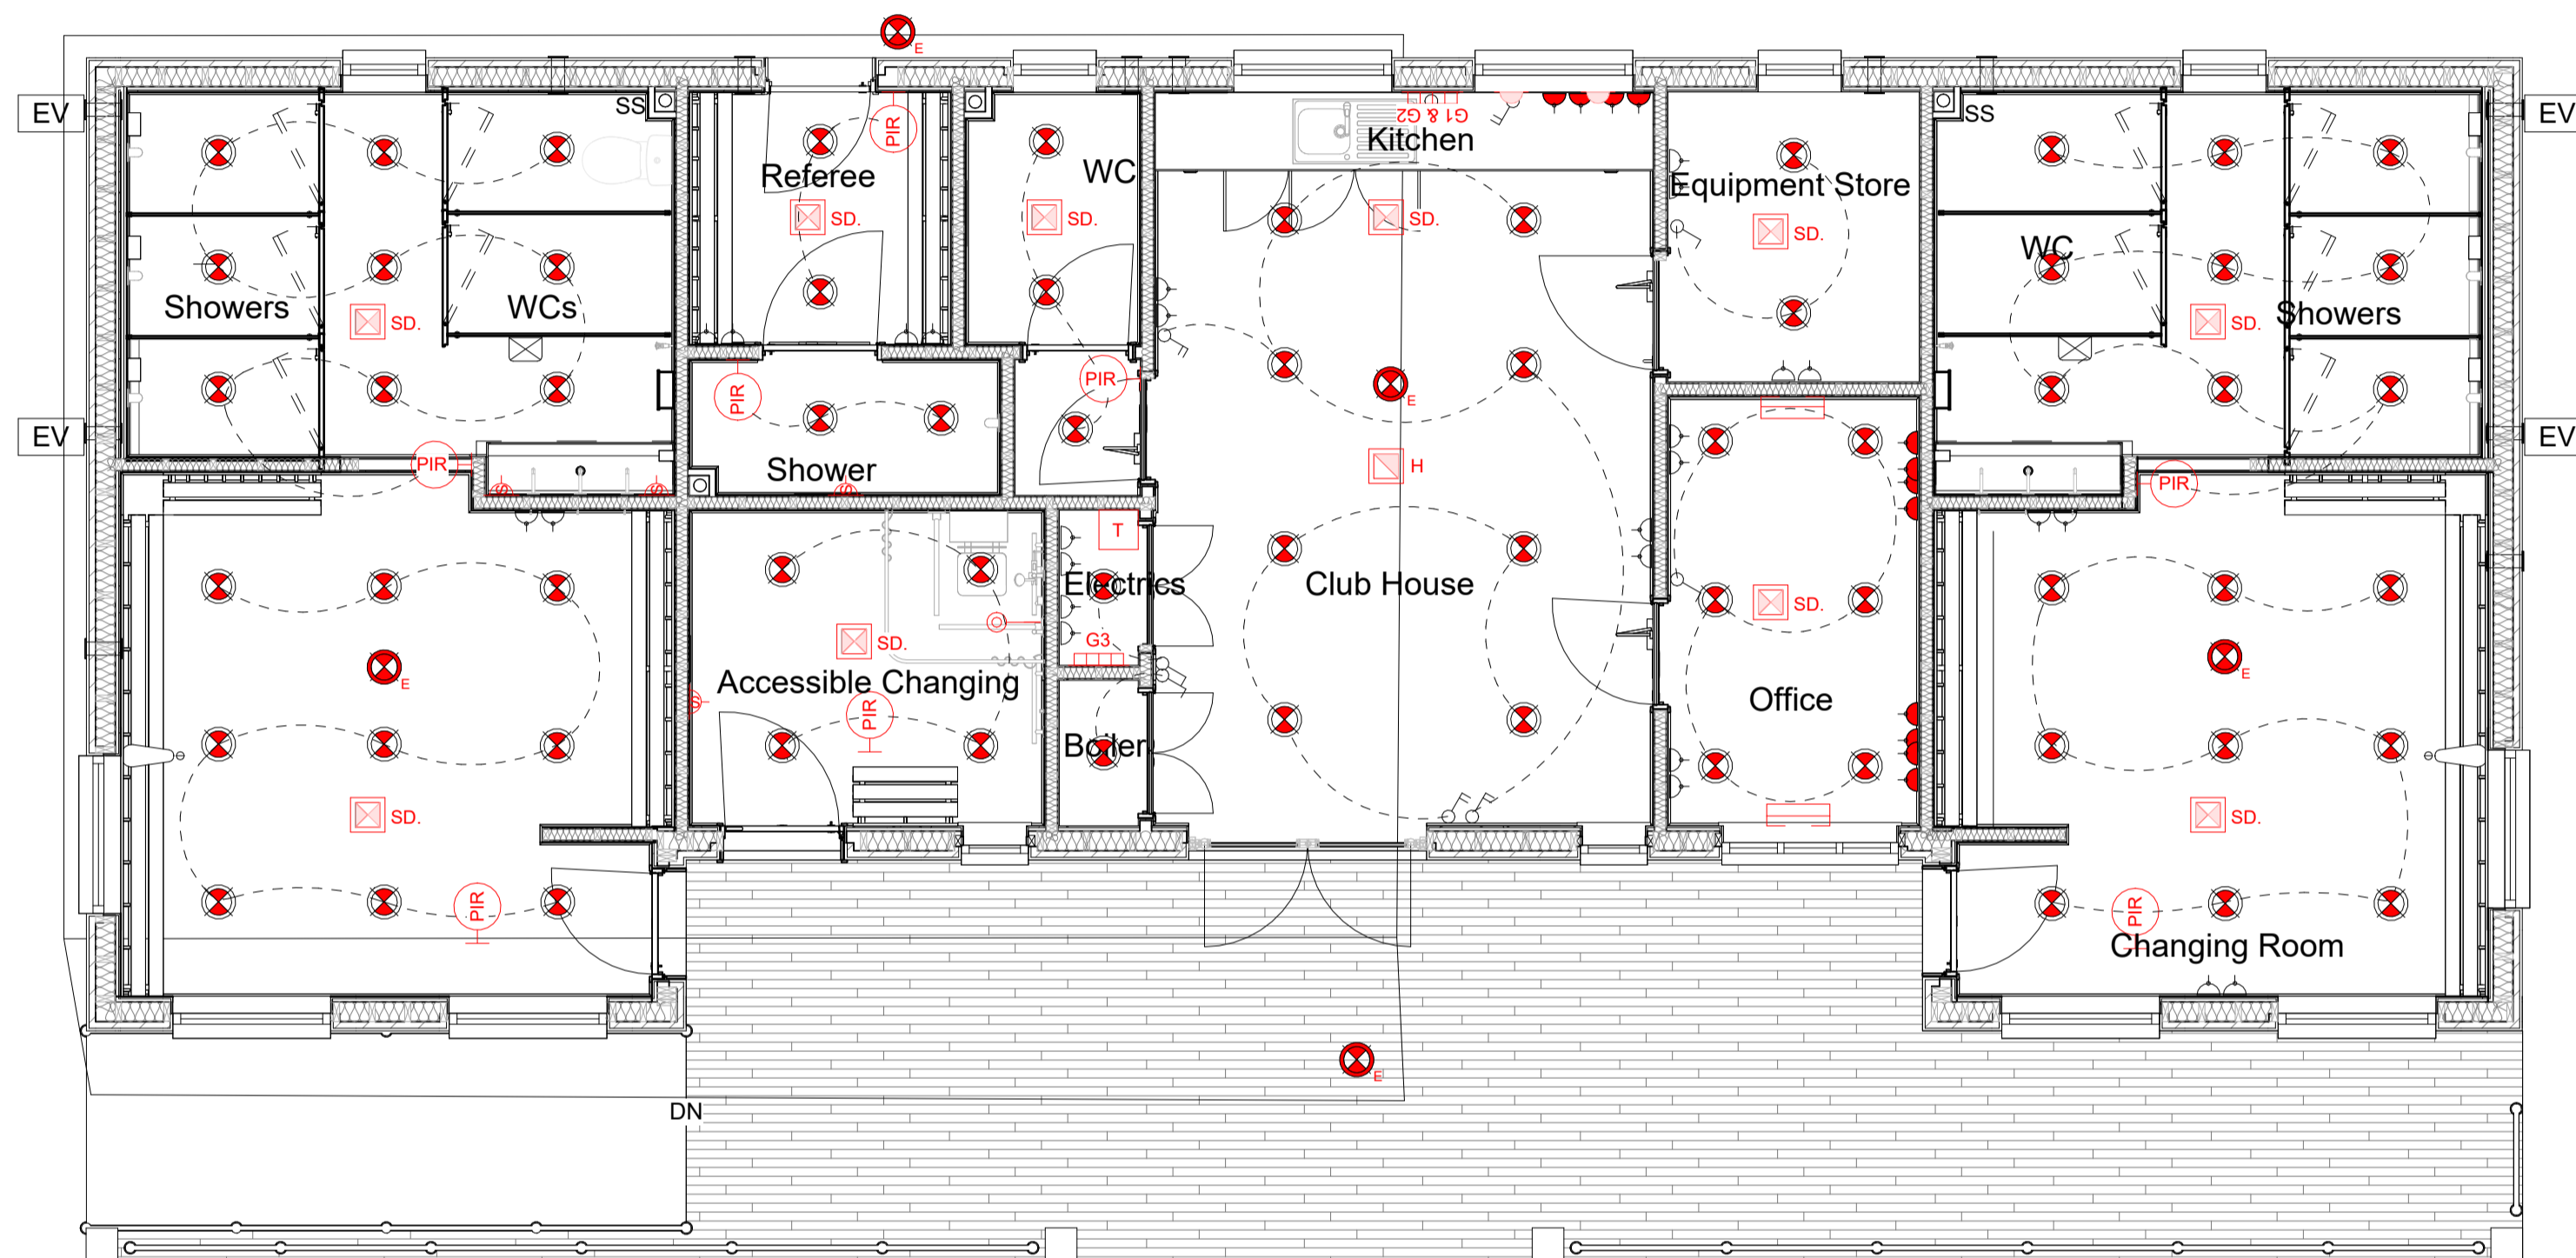 E
EV
SS
PIR
G1 & G2
Kitchen
SS
EV
Referee
WC
Equipment Store
SD.
SD.
SD.
SD.
WC
Showers
WCs
SD.
Showers
SD.
PIR
PIR
E
EV
PIR
Shower
H
PIR
EV
T
Electrics
Club House
SD.
G3
SD.
E
Accessible Changing
E
PIR
Office
Boiler
SD.
SD.
PIR
PIR
Changing Room
E
DN